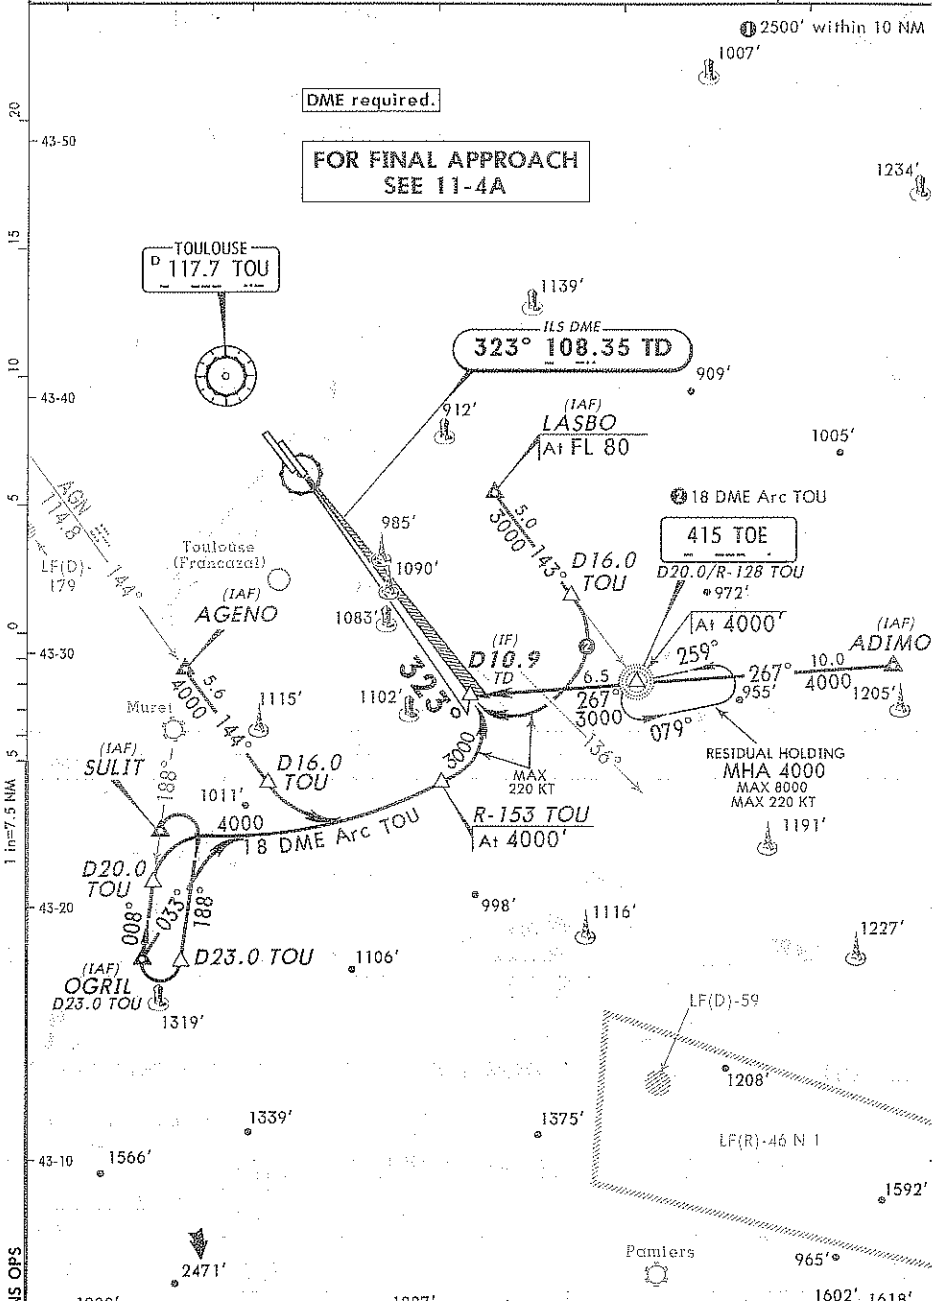 ① 2500' within 10 NM
1007'
DME required.
20
43-50
FOR FINAL APPROACH
SEE 11-4A
1234'
15
TOULOUSE
D 117.7 TOU
1139'
ILS DME
323° 108.35 TD
10
43-40
909'
912'
(IAF)
LASBO
At FL 80
1005'
AGN
114.8
144°
5
5.0
3000
143°
② 18 DME Arc TOU
415 TOE
D20.0/R-128 TOU
985'
LF(D)-
179
Toulouse
(Francazal)
1090'
D16.0
TOU
972'
(IAF)
AGENO
1083'
At 4000'
(IAF)
ADIMO
0
43-30
(IF)
D10.9
TD
②
259°
10.0
267°
4000
1205'
5.6
4000
144°
1115'
323°
1102'
6.5
267°
3000
079°
955'
Muret
188°
(IAF)
SULIT
D16.0
TOU
3000
MAX
220 KT
136°
RESIDUAL HOLDING
MHA 4000
MAX 8000
MAX 220 KT
5
1 in=7.5 NM
1011'
4000
18 DME Arc TOU
R-153 TOU
At 4000'
1191'
D20.0
TOU
43-20
008°
033°
188°
998'
1116'
1227'
(IAF)
OGRIL
D23.0 TOU
D23.0 TOU
1106'
1319'
LF(D)-59
1208'
1339'
1375'
LF(R)-46 N 1
43-10
1566'
1592'
NS OPS
2471'
Pamiers
965'
1602'
1618'